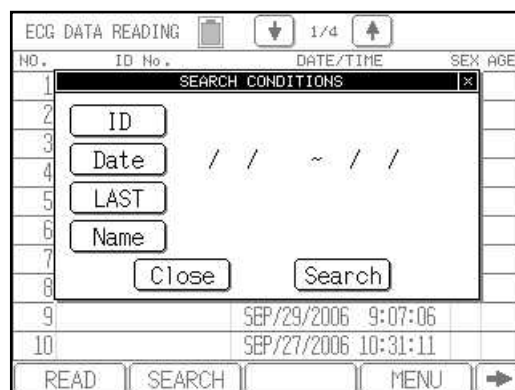 ECG DATA READING 1/4
NO. ID No. DATE/TIME SEX AGE
SEARCH CONDITIONS ×
1
2
ID
3
Date / / ~ / /
4
5
LAST
6
Name
7
8
Close Search
9 SEP/29/2006 9:07:06
10 SEP/27/2006 10:31:11
READ SEARCH MENU